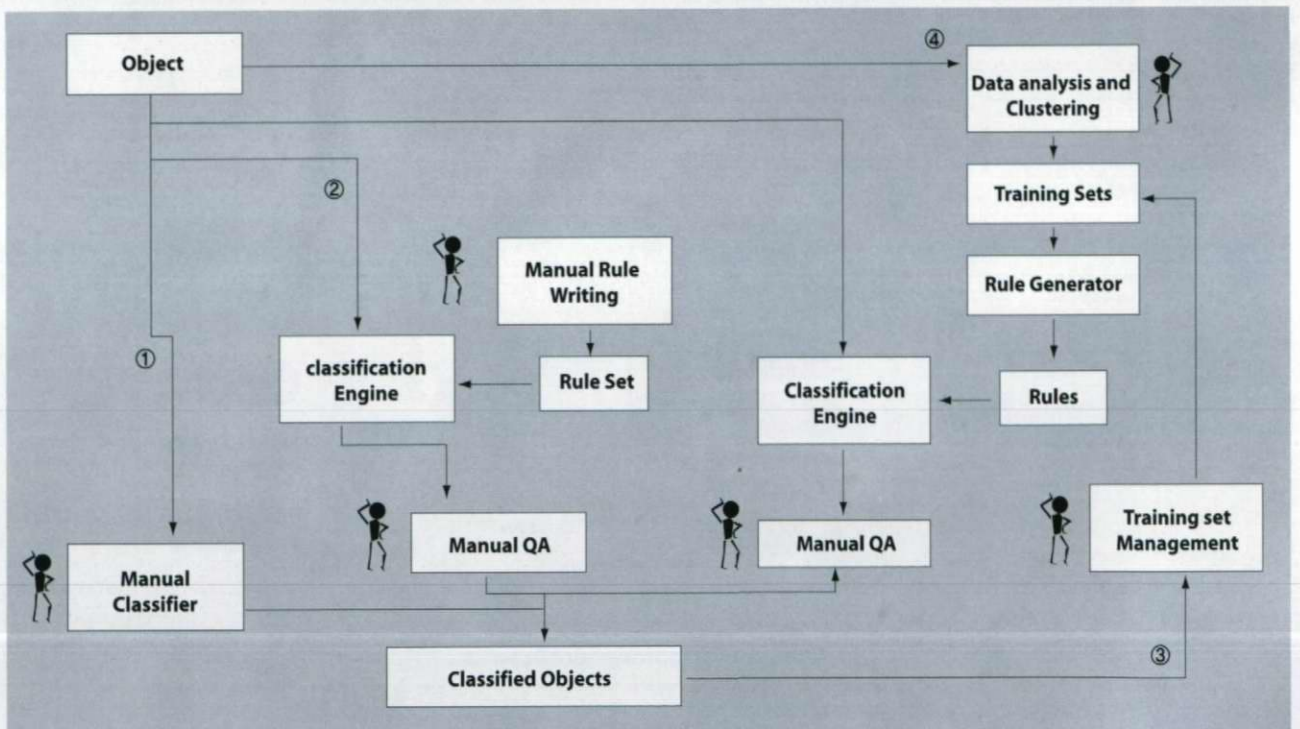 Object
④
Data analysis and
Clustering
②
Training Sets
Manual Rule
Writing
Rule Generator
①
classification
Engine
Rule Set
Classification
Engine
Rules
Manual QA
Manual QA
Training set
Management
Manual
Classifier
Classified Objects
③